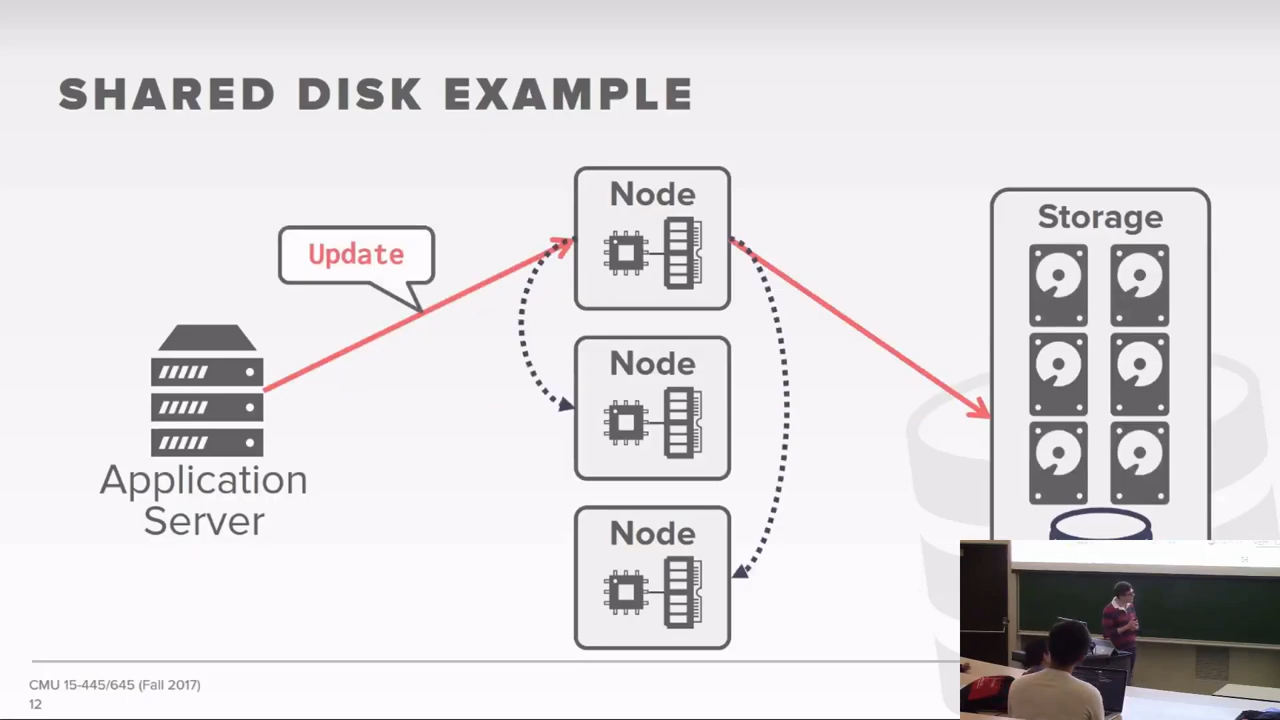 SHARED DISK EXAMPLE
Update
Application
Server
Node
Node
Node
Storage
CMU 15-445/645 (Fall 2017)
12